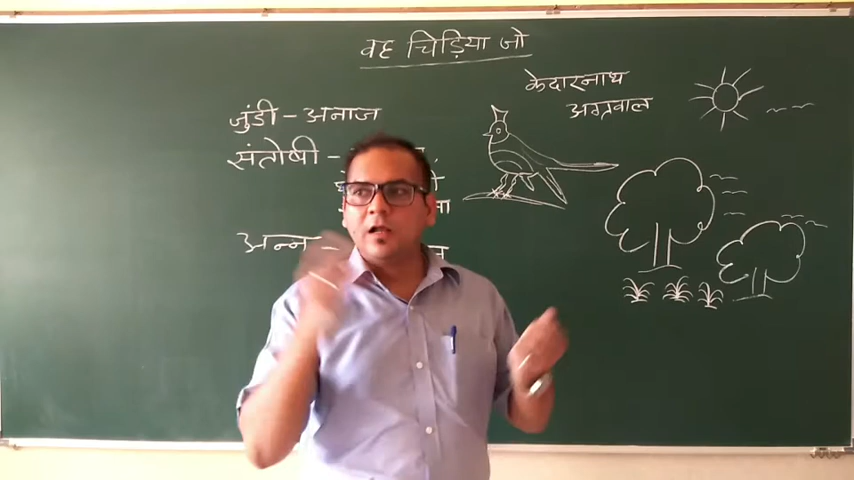 वह चिड़िया जो
केदारनाथ
अग्रवाल
जुंडी - अनाज
संतोषी -
अन्न -